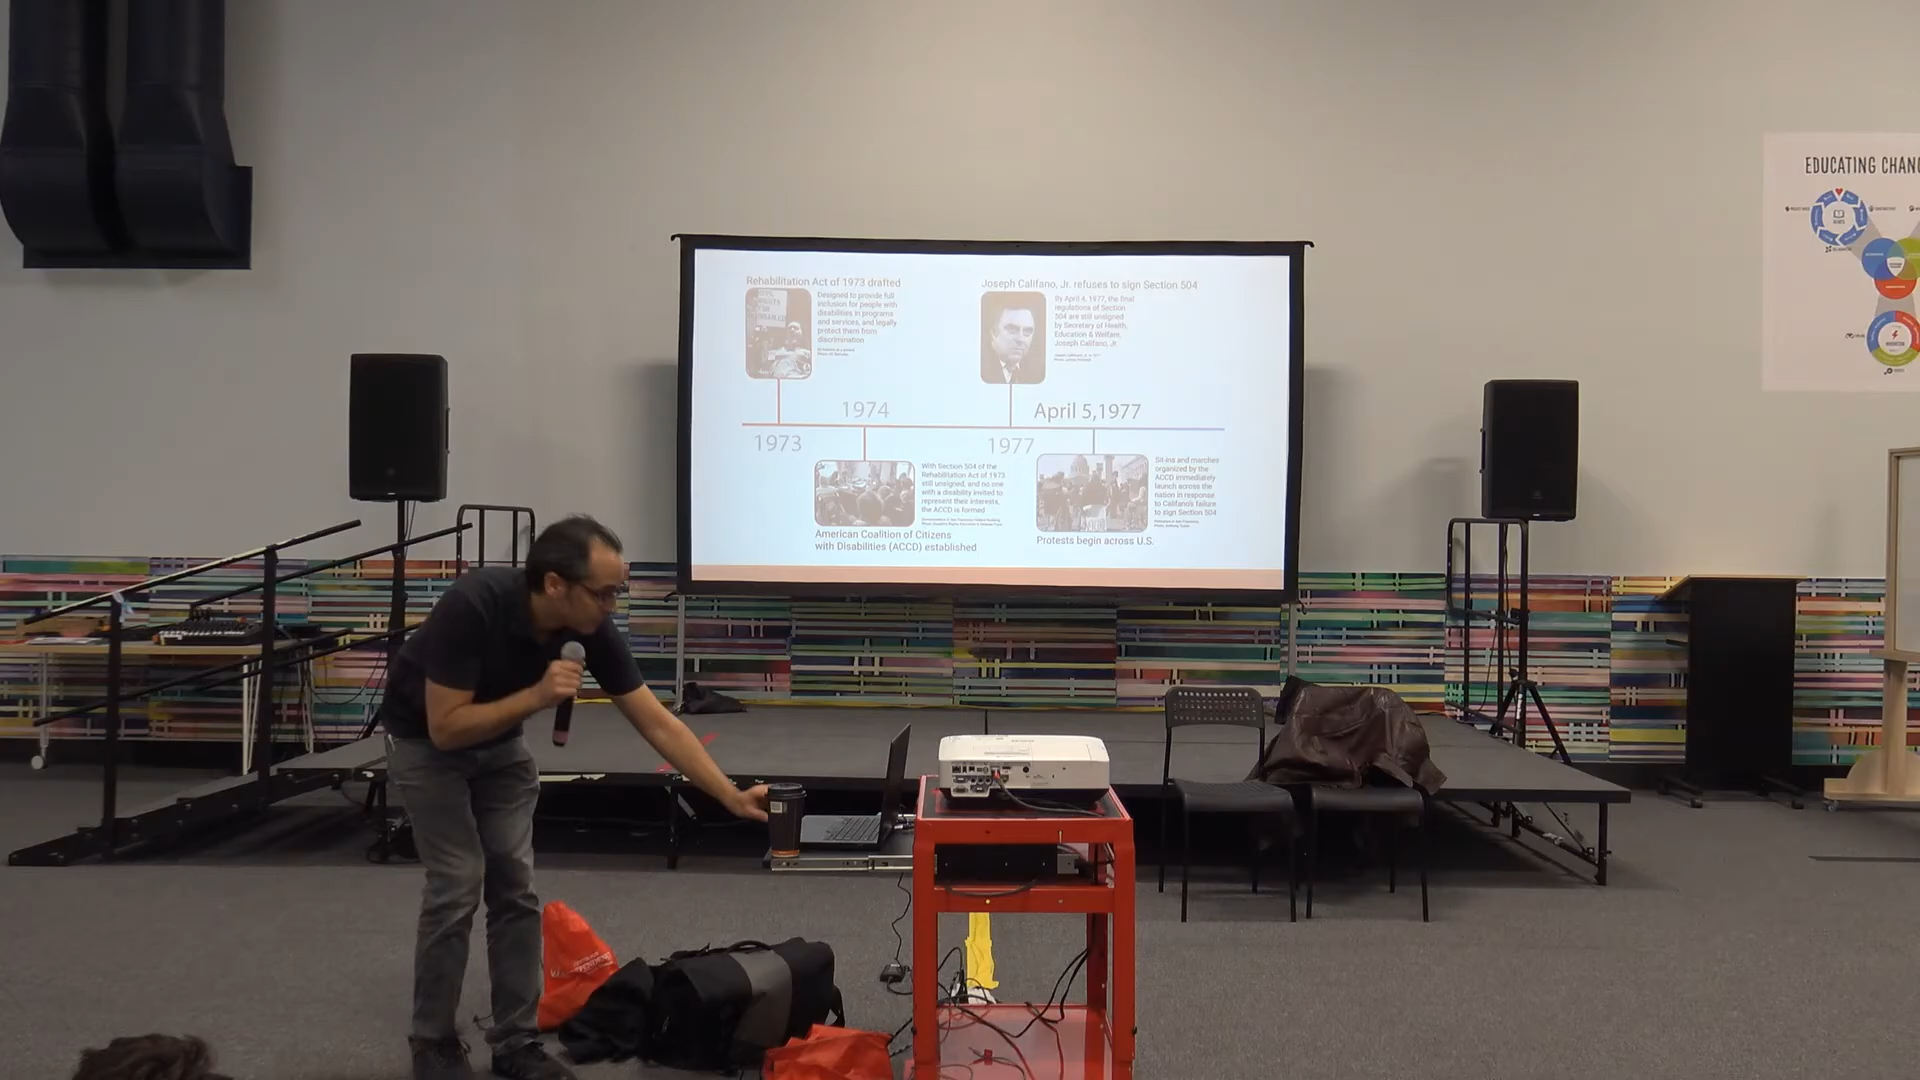 Rehabilitation Act of 1973 drafted
Designed to provide full
inclusion for people with
disabilities in programs
and services, and legally
protect them from
discrimination
Joseph Califano, Jr. refuses to sign Section 504
By April 4, 1977, the final
regulations of Section
504 are still unsigned
by Secretary of Health,
Education & Welfare,
Joseph Califano, Jr.
1974
April 5,1977
1973
1977
With Section 504 of the
Rehabilitation Act of 1973
still unsigned, and no one
with a disability invited to
represent their interests,
the ACCD is formed
American Coalition of Citizens
with Disabilities (ACCD) established
Sit-ins and marches
organized by the
ACCD immediately
launch across the
nation in response
to Califano's failure
to sign Section 504
Protests begin across U.S.
EDUCATING CHANG